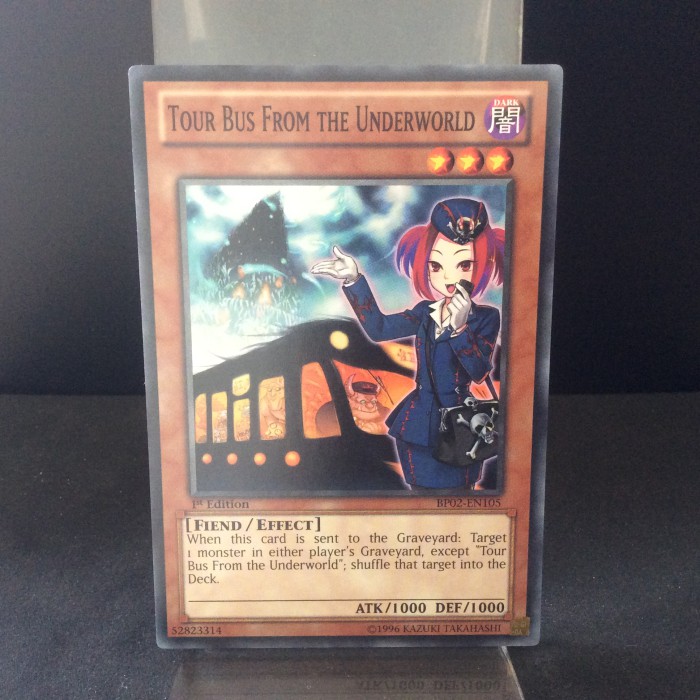 TOUR BUS FROM THE UNDERWORLD
DARK
闇
1st Edition
BP02-EN105
[FIEND / EFFECT]
When this card is sent to the Graveyard: Target
1 monster in either player's Graveyard, except "Tour
Bus From the Underworld"; shuffle that target into the
Deck.
ATK/1000 DEF/1000
52823314
©1996 KAZUKI TAKAHASHI